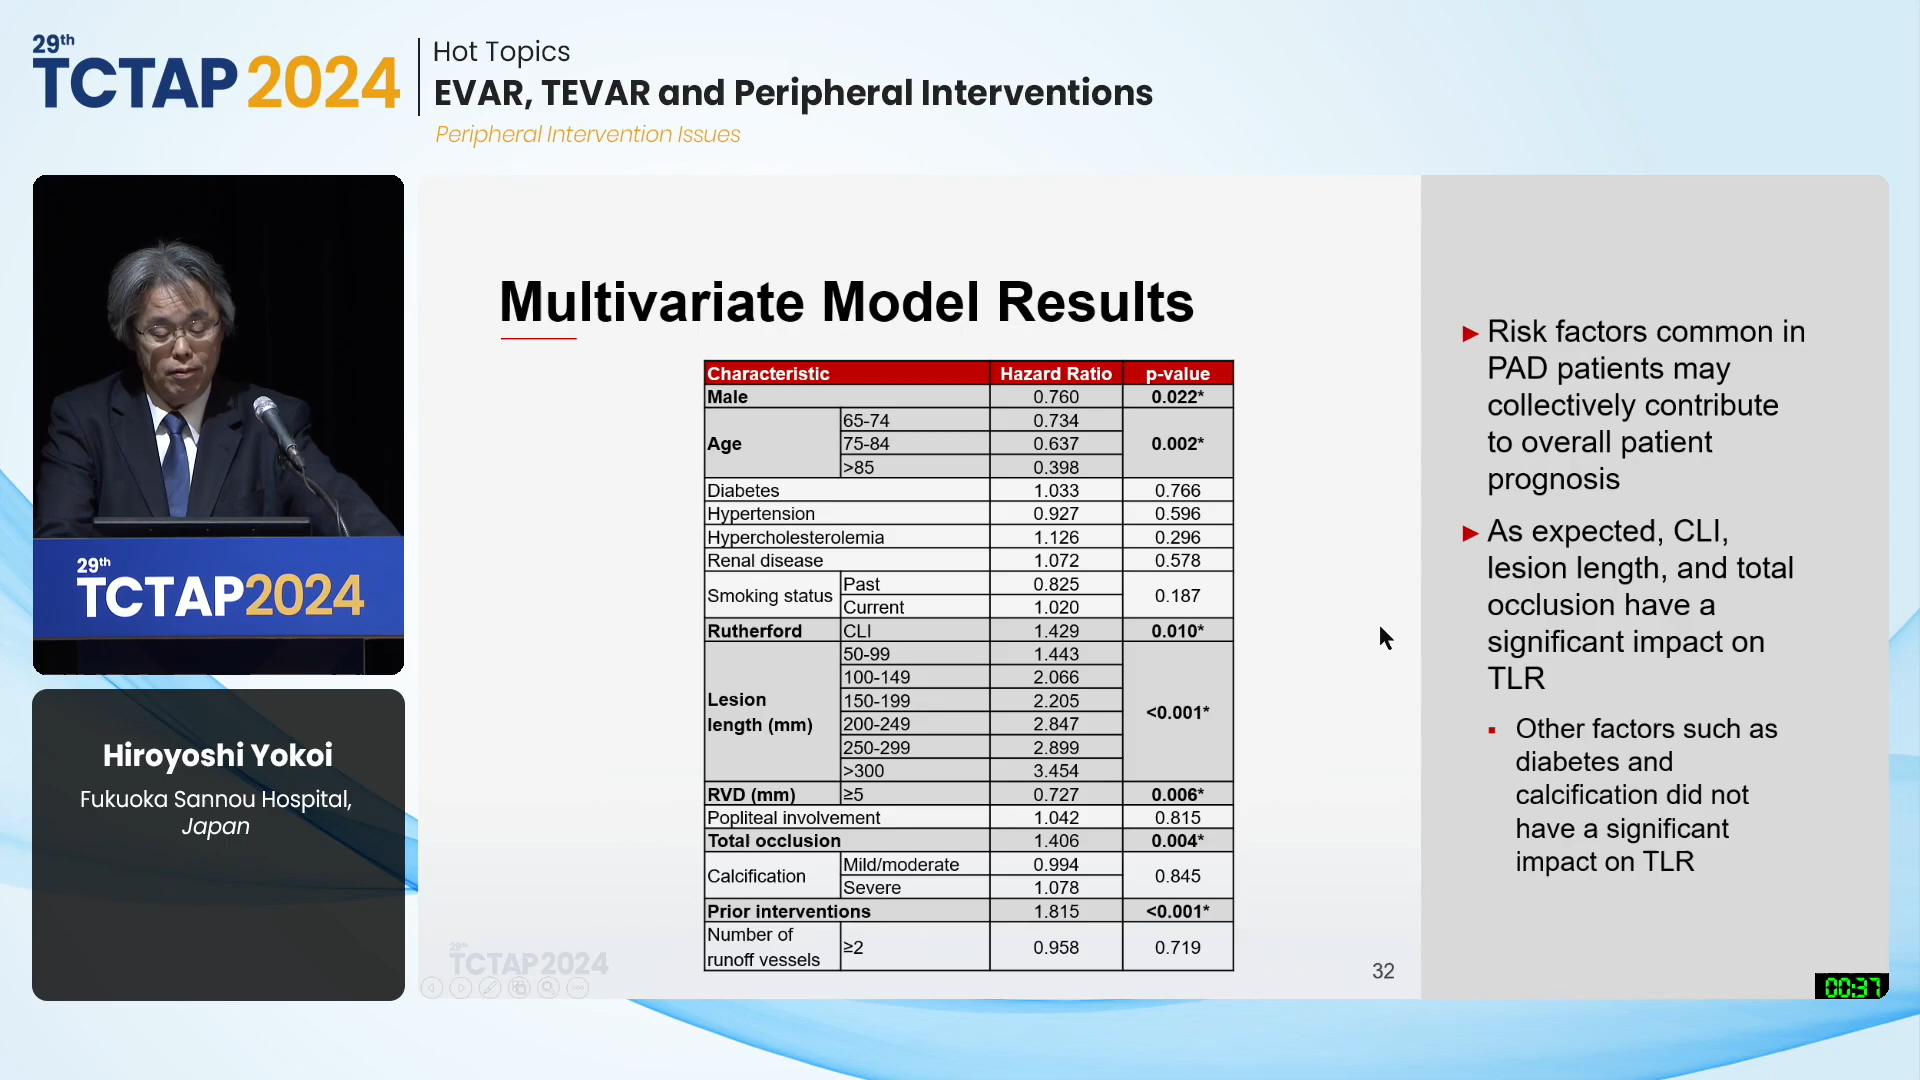 29th
TCTAP 2024
Hot Topics
EVAR, TEVAR and Peripheral Interventions
Peripheral Intervention Issues
29th
TCTAP2024
Hiroyoshi Yokoi
Fukuoka Sannou Hospital,
Japan
Multivariate Model Results
Characteristic Hazard Ratio p-value
Male 0.760 0.022*
Age 65-74 0.734 0.002*
75-84 0.637
>85 0.398
Diabetes 1.033 0.766
Hypertension 0.927 0.596
Hypercholesterolemia 1.126 0.296
Renal disease 1.072 0.578
Smoking status Past 0.825 0.187
Current 1.020
Rutherford CLI 1.429 0.010*
Lesion length (mm) 50-99 1.443 <0.001*
100-149 2.066
150-199 2.205
200-249 2.847
250-299 2.899
>300 3.454
RVD (mm) ≥5 0.727 0.006*
Popliteal involvement 1.042 0.815
Total occlusion 1.406 0.004*
Calcification Mild/moderate 0.994 0.845
Severe 1.078
Prior interventions 1.815 <0.001*
Number of runoff vessels ≥2 0.958 0.719
29th
TCTAP2024
32
Risk factors common in
PAD patients may
collectively contribute
to overall patient
prognosis
As expected, CLI,
lesion length, and total
occlusion have a
significant impact on
TLR
Other factors such as
diabetes and
calcification did not
have a significant
impact on TLR
00:37